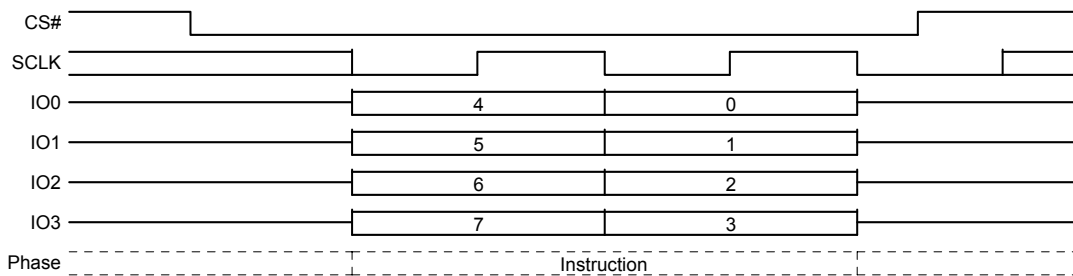 CS#
SCLK
IO0 4 0
IO1 5 1
IO2 6 2
IO3 7 3
Phase Instruction